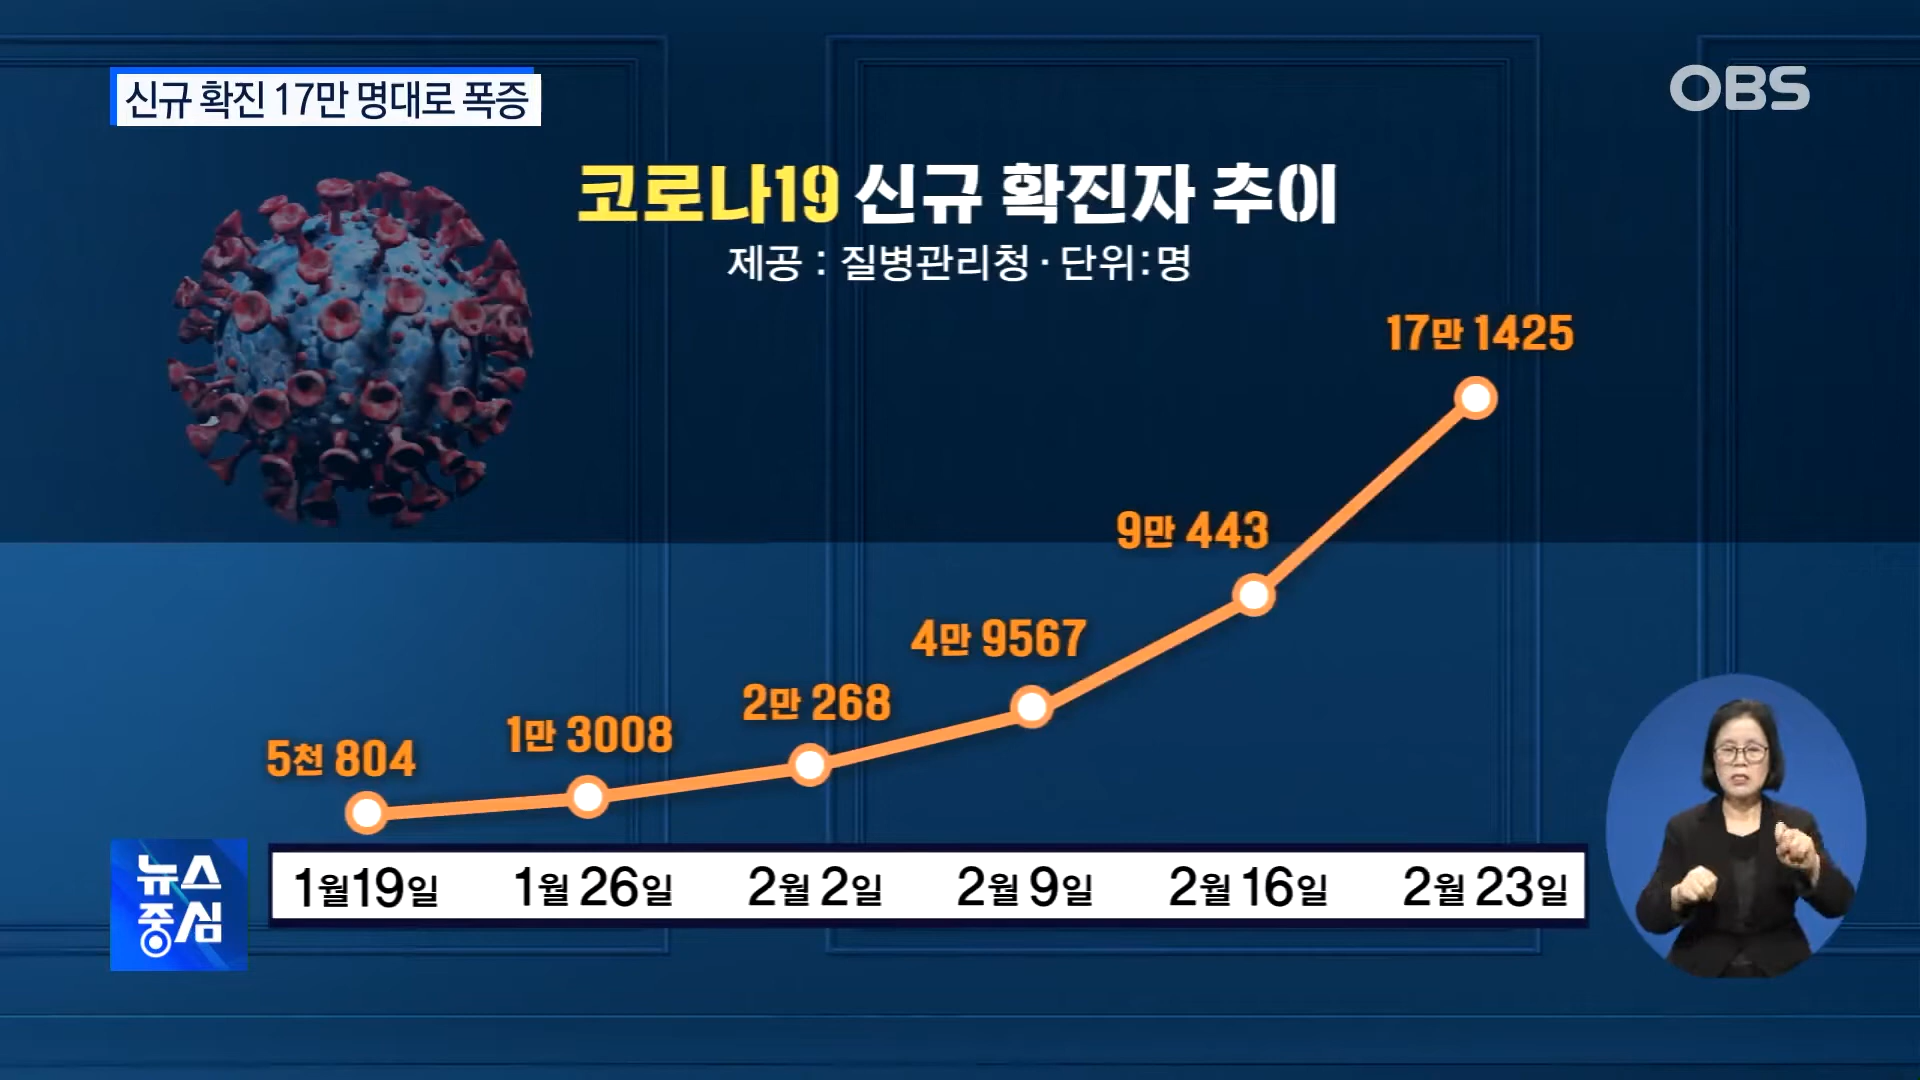 신규 확진 17만 명대로 폭증
OBS
코로나19 신규 확진자 추이
제공 : 질병관리청 · 단위:명
17만 1425
9만 443
4만 9567
2만 268
1만 3008
5천 804
1월19일 1월 26일 2월 2일 2월 9일 2월 16일 2월 23일
뉴스
중심